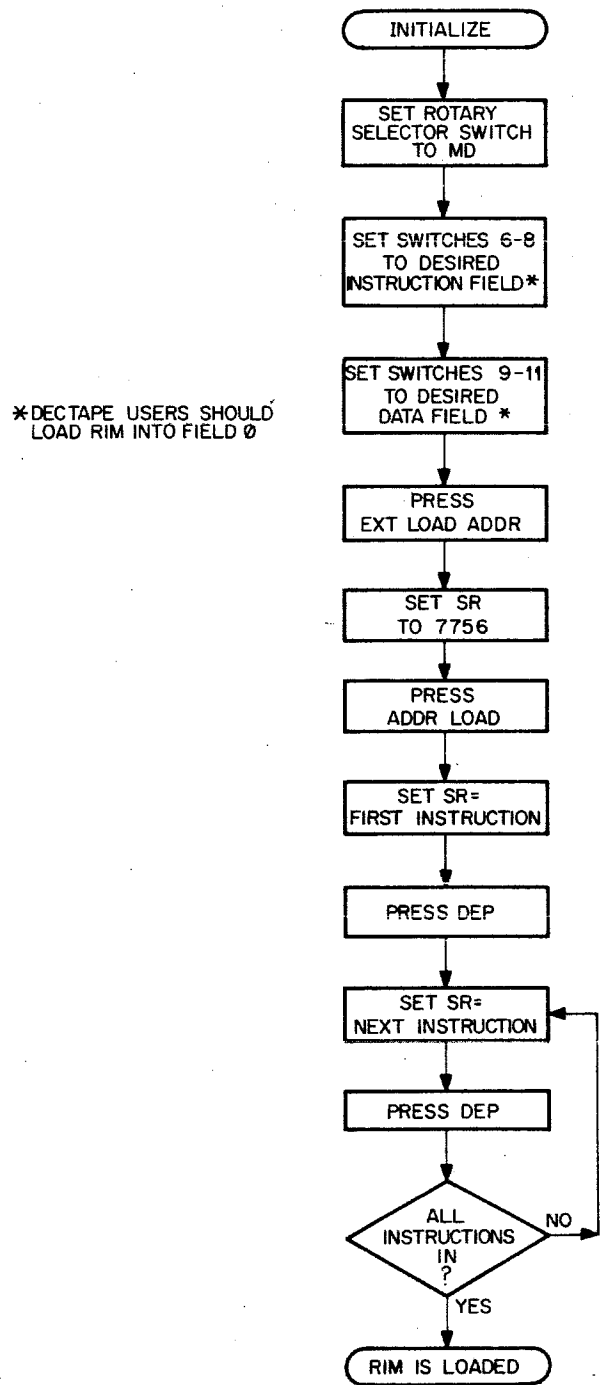 INITIALIZE
SET ROTARY
SELECTOR SWITCH
TO MD
SET SWITCHES 6-8
TO DESIRED
INSTRUCTION FIELD*
SET SWITCHES 9-11
TO DESIRED
DATA FIELD *
*DECTAPE USERS SHOULD
LOAD RIM INTO FIELD Ø
PRESS
EXT LOAD ADDR
SET SR
TO 7756
PRESS
ADDR LOAD
SET SR=
FIRST INSTRUCTION
PRESS DEP
SET SR=
NEXT INSTRUCTION
PRESS DEP
ALL
INSTRUCTIONS
IN
?
NO
YES
RIM IS LOADED